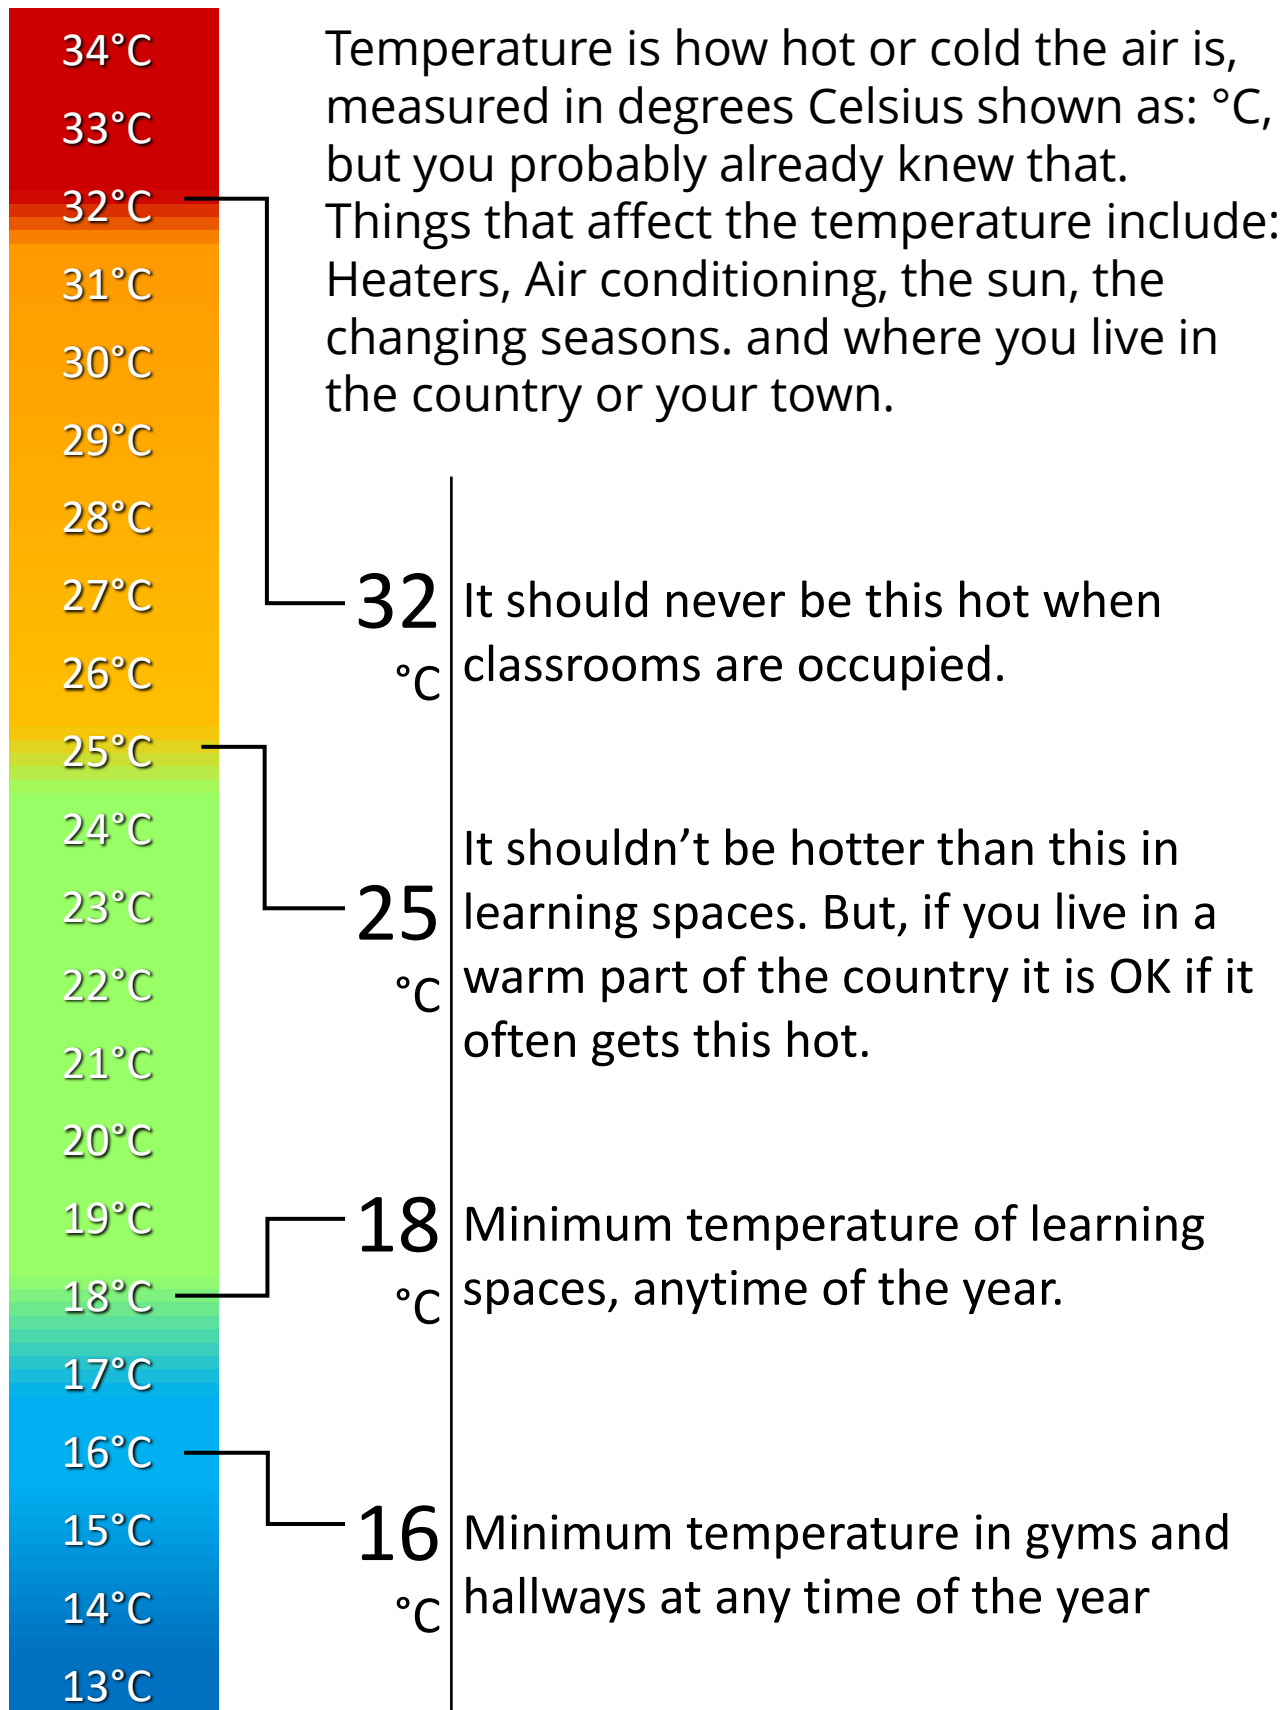 34°C
33°C
32°C
31°C
30°C
29°C
28°C
27°C
26°C
25°C
24°C
23°C
22°C
21°C
20°C
19°C
18°C
17°C
16°C
15°C
14°C
13°C
Temperature is how hot or cold the air is,
measured in degrees Celsius shown as: °C,
but you probably already knew that.
Things that affect the temperature include:
Heaters, Air conditioning, the sun, the
changing seasons. and where you live in
the country or your town.
32
°C
It should never be this hot when
classrooms are occupied.
25
°C
It shouldn’t be hotter than this in
learning spaces. But, if you live in a
warm part of the country it is OK if it
often gets this hot.
18
°C
Minimum temperature of learning
spaces, anytime of the year.
16
°C
Minimum temperature in gyms and
hallways at any time of the year